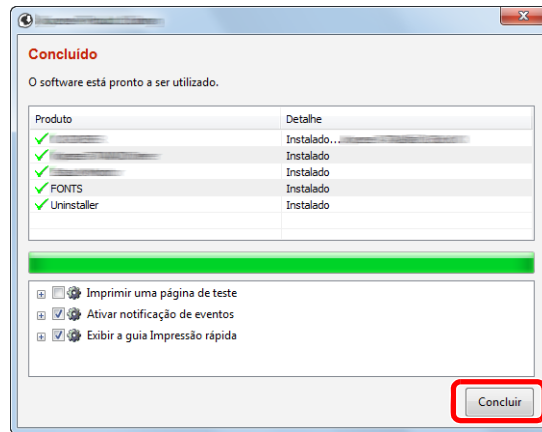 Concluído
O software está pronto a ser utilizado.
Produto Detalhe
Instalado...
Instalado
Instalado
FONTS Instalado
Uninstaller Instalado
Imprimir uma página de teste
Ativar notificação de eventos
Exibir a guia Impressão rápida
Concluir